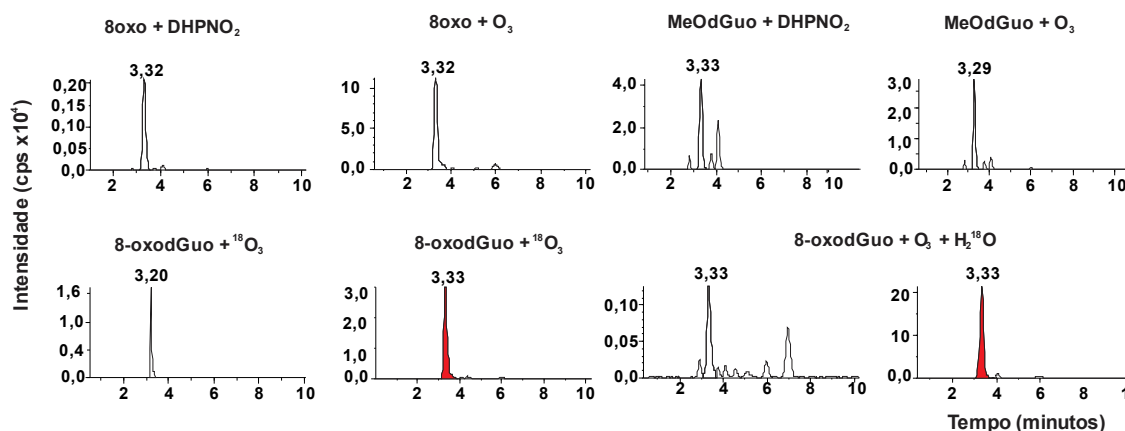 8oxo + DHPNO₂
8oxo + O₃
MeOdGuo + DHPNO₂
MeOdGuo + O₃
3,32
3,32
3,33
3,29
0,20
0,15
0,10
0,05
0,0
10
5,0
0,0
4,0
2,0
0,0
3,0
2,0
1,0
0,0
2 4 6 8 10
2 4 6 8 10
2 4 6 8 10
2 4 6 8 10
Intensidade (cps x10⁴)
8-oxodGuo + ¹⁸O₃
8-oxodGuo + ¹⁸O₃
8-oxodGuo + O₃ + H₂¹⁸O
3,20
3,33
3,33
3,33
1,6
1,0
0,4
0,0
3,0
2,0
1,0
0,0
0,10
0,05
0,00
20
10
0,0
2 4 6 8 10
2 4 6 8 10
2 4 6 8 10
2 4 6 8 1
Tempo (minutos)